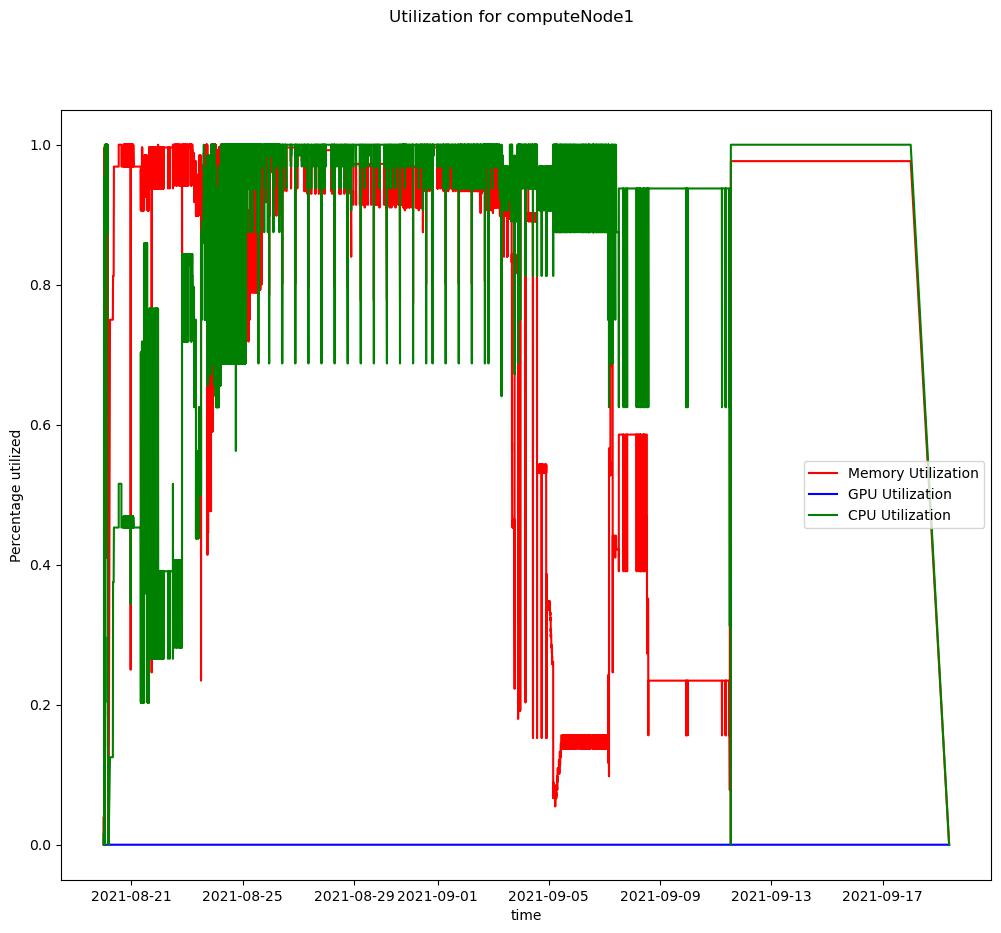 Utilization for computeNode1
1.0
0.8
0.6
0.4
0.2
0.0
Percentage utilized
Memory Utilization
GPU Utilization
CPU Utilization
2021-08-21 2021-08-25 2021-08-29 2021-09-01 2021-09-05 2021-09-09 2021-09-13 2021-09-17
time